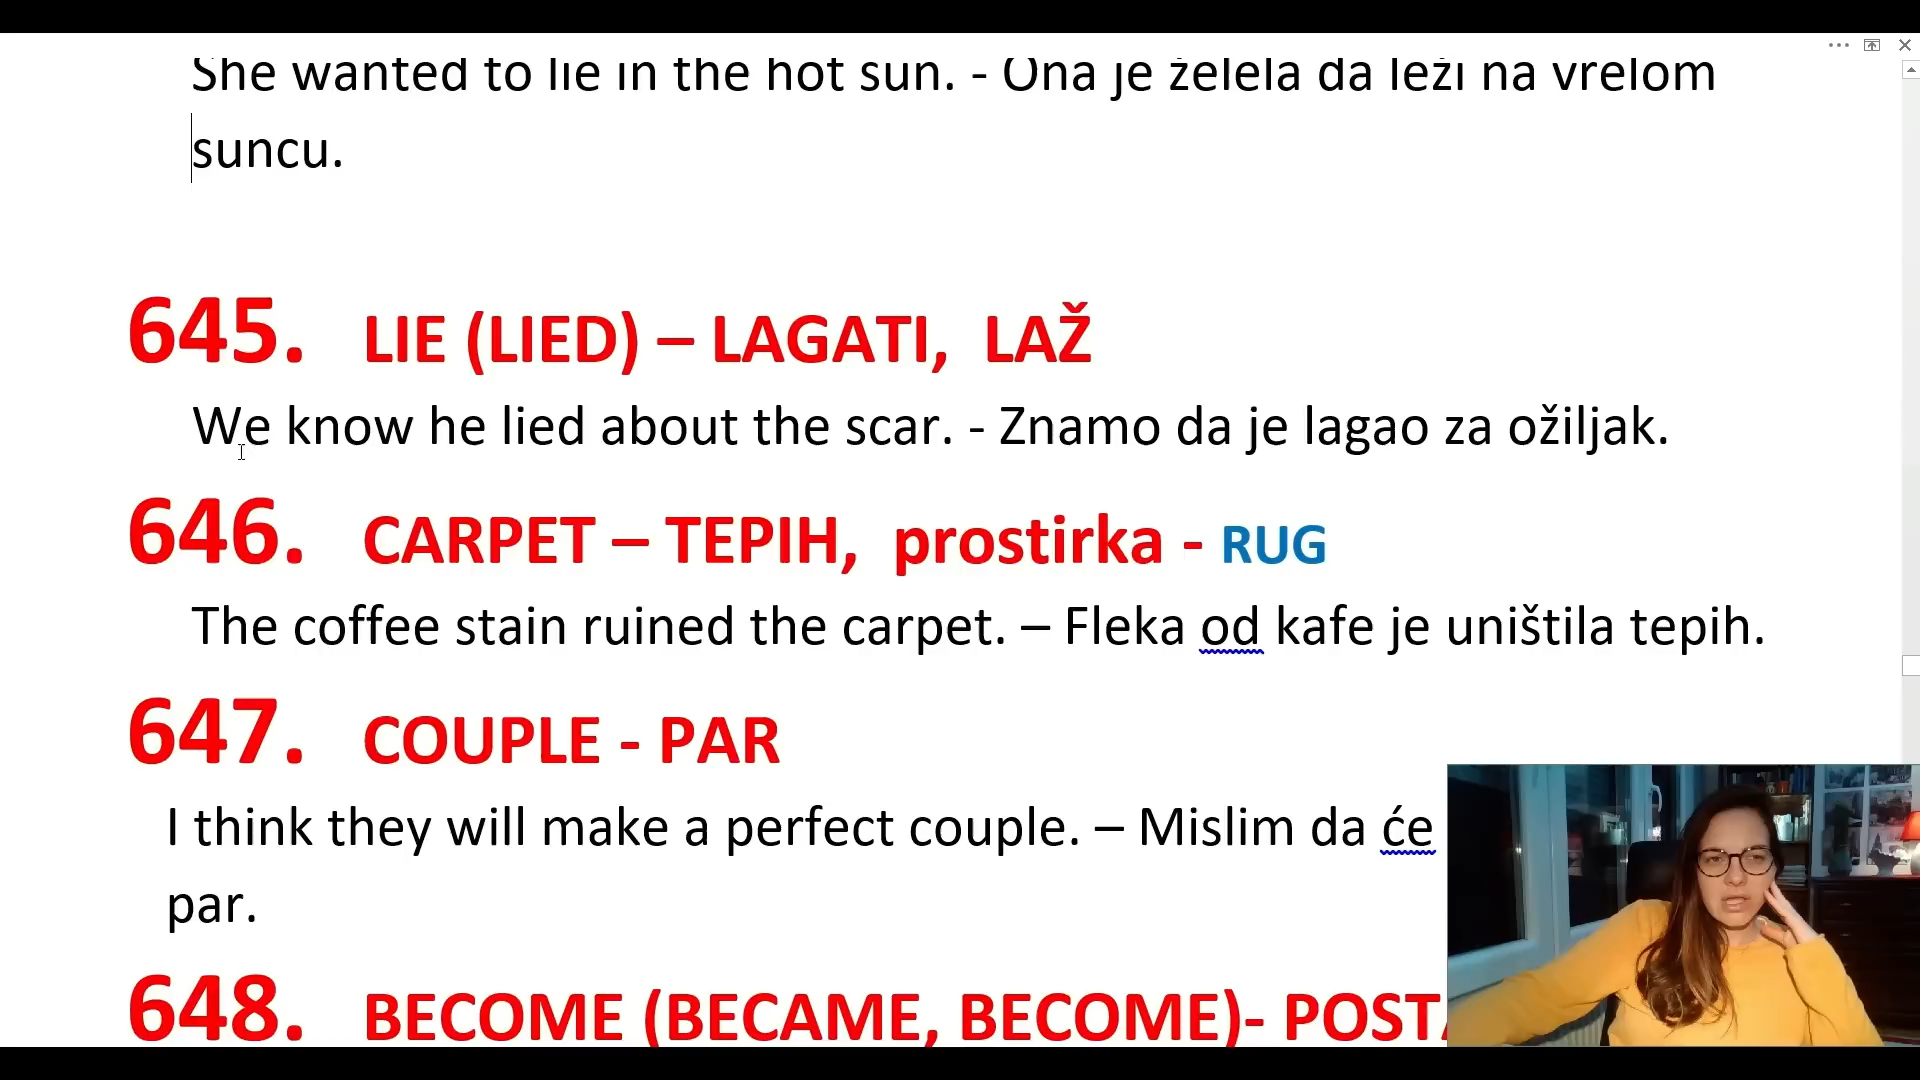 She wanted to lie in the hot sun. - Ona je želela da leži na vrelom
suncu.
645. LIE (LIED) – LAGATI, LAŽ
We know he lied about the scar. - Znamo da je lagao za ožiljak.
646. CARPET – TEPIH, prostirka - RUG
The coffee stain ruined the carpet. – Fleka od kafe je uništila tepih.
647. COUPLE - PAR
I think they will make a perfect couple. – Mislim da će
par.
648. BECOME (BECAME, BECOME)- POSTA